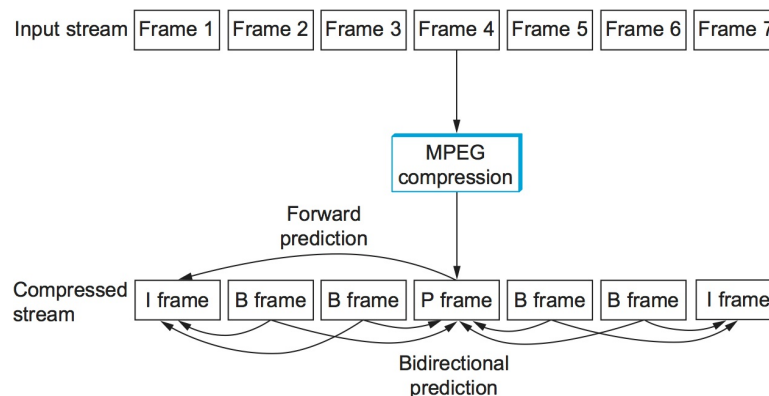 Input stream Frame 1 Frame 2 Frame 3 Frame 4 Frame 5 Frame 6 Frame 7
MPEG
compression
Forward
prediction
Compressed
stream
I frame B frame B frame P frame B frame B frame I frame
Bidirectional
prediction